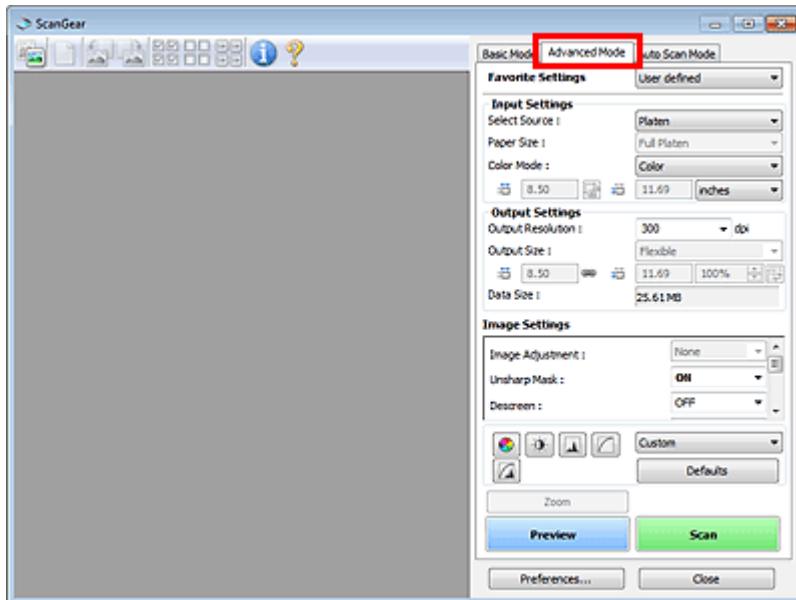 ScanGear
Basic Mode Advanced Mode Auto Scan Mode
Favorite Settings User defined
Input Settings
Select Source : Platen
Paper Size : Full Platen
Color Mode : Color
8.50 11.69 inches
Output Settings
Output Resolution : 300 dpi
Output Size : Flexible
8.50 11.69 100%
Data Size : 25.61 MB
Image Settings
Image Adjustment : None
Unsharp Mask : ON
Descreen : OFF
Custom
Defaults
Zoom
Preview Scan
Preferences... Close